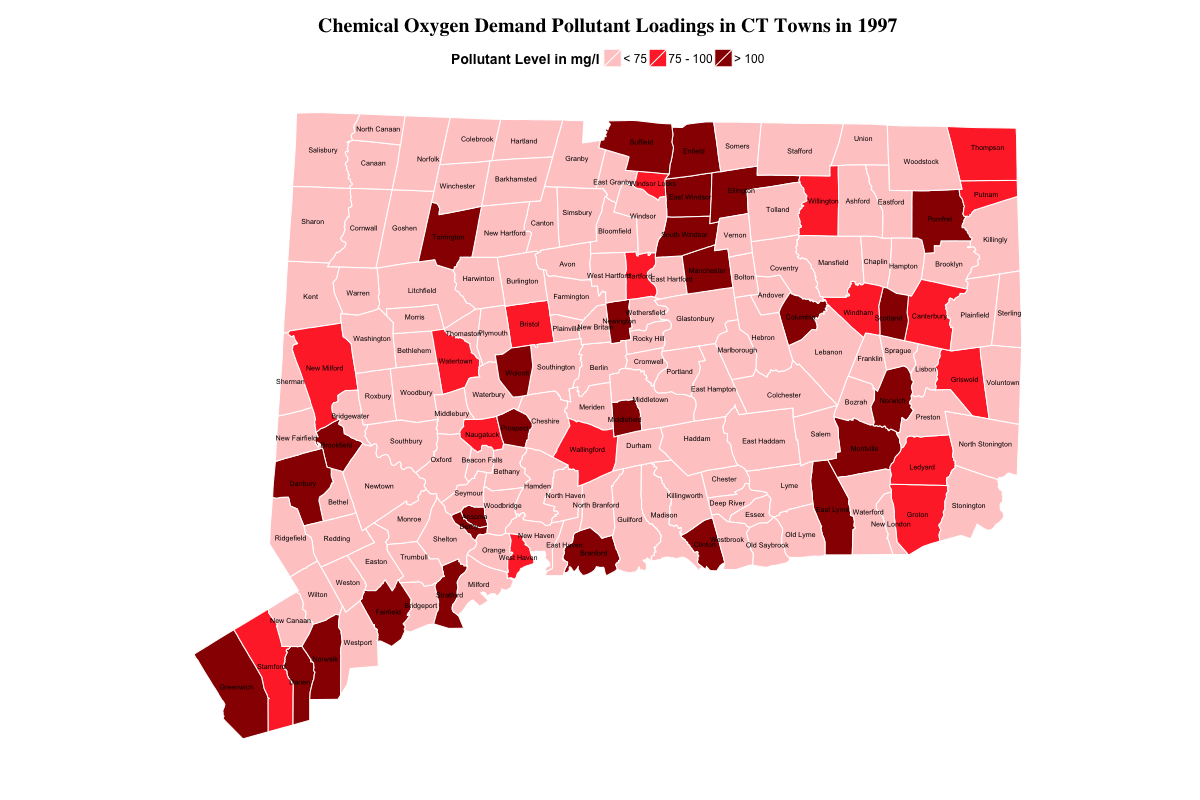 Chemical Oxygen Demand Pollutant Loadings in CT Towns in 1997
Pollutant Level in mg/l < 75 75 - 100 > 100
North Canaan
Salisbury
Canaan
Norfolk
Colebrook
Hartland
Granby
Suffield
Enfield
Somers
Stafford
Union
Woodstock
Thompson
Winchester
Barkhamsted
East Granby
Windsor Locks
East Windsor
Ellington
Willington
Ashford
Eastford
Putnam
Pomfret
Sharon
Cornwall
Goshen
Torrington
New Hartford
Canton
Simsbury
Bloomfield
Windsor
South Windsor
Vernon
Tolland
Killingly
Kent
Warren
Litchfield
Harwinton
Burlington
Avon
Farmington
West Hartford
Hartford
East Hartford
Manchester
Bolton
Coventry
Andover
Mansfield
Chaplin
Hampton
Brooklyn
Morris
Washington
Bethleham
Thomaston
Plymouth
Bristol
Plainville
New Britain
Newington
Wethersfield
Rocky Hill
Glastonbury
Hebron
Marlborough
Columbia
Windham
Scotland
Canterbury
Plainfield
Sterling
Sherman
New Milford
Roxbury
Woodbury
Watertown
Waterbury
Wolcott
Southington
Berlin
Cromwell
Portland
East Hampton
Colchester
Lebanon
Franklin
Sprague
Lisbon
Griswold
Voluntown
Bridgewater
Middlebury
Naugatuck
Prospect
Cheshire
Meriden
Middletown
Middlefield
Bozrah
Norwich
Preston
New Fairfield
Brookfield
Southbury
Oxford
Beacon Falls
Bethany
Wallingford
Durham
Haddam
East Haddam
Salem
Montville
Ledyard
North Stonington
Danbury
Bethel
Newtown
Seymour
Woodbridge
Hamden
North Haven
North Branford
Guilford
Madison
Killingworth
Chester
Deep River
Essex
Lyme
East Lyme
Waterford
New London
Groton
Stonington
Ridgefield
Redding
Monroe
Shelton
Ansonia
Derby
Orange
West Haven
New Haven
East Haven
Branford
Clinton
Westbrook
Old Saybrook
Old Lyme
Easton
Trumbull
Weston
Wilton
Milford
Stratford
Bridgeport
Fairfield
New Canaan
Westport
Norwalk
Darien
Stamford
Greenwich